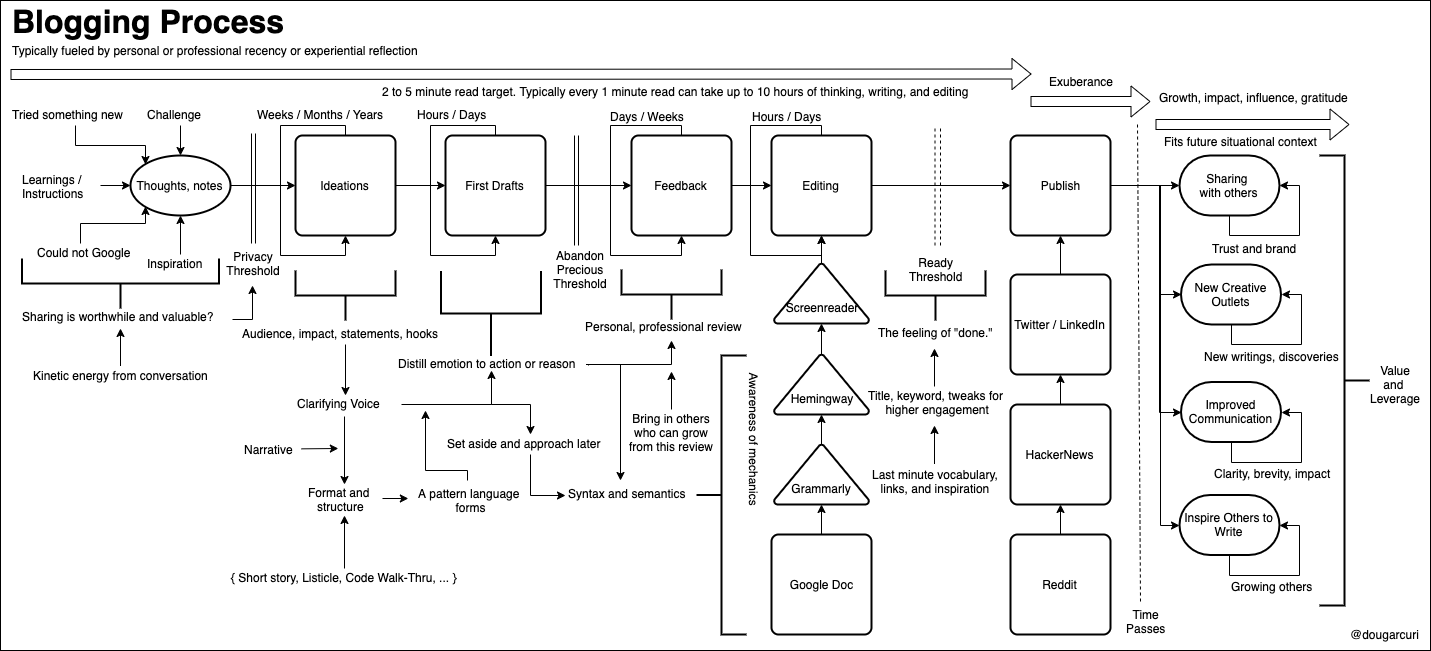 Blogging Process
Typically fueled by personal or professional recency or experiential reflection
2 to 5 minute read target. Typically every 1 minute read can take up to 10 hours of thinking, writing, and editing
Exuberance
Growth, impact, influence, gratitude
Fits future situational context
Tried something new
Challenge
Learnings /
Instructions
Thoughts, notes
Could not Google
Inspiration
Sharing is worthwhile and valuable?
Kinetic energy from conversation
Privacy
Threshold
Weeks / Months / Years
Ideations
Audience, impact, statements, hooks
Clarifying Voice
Narrative
Format and
structure
{ Short story, Listicle, Code Walk-Thru, ... }
Hours / Days
First Drafts
Distill emotion to action or reason
Set aside and approach later
A pattern language
forms
Syntax and semantics
Abandon
Precious
Threshold
Days / Weeks
Feedback
Personal, professional review
Bring in others
who can grow
from this review
Awareness of mechanics
Hours / Days
Editing
Screenreader
Hemingway
Grammarly
Google Doc
Ready
Threshold
The feeling of "done."
Title, keyword, tweaks for
higher engagement
Last minute vocabulary,
links, and inspiration
Publish
Twitter / LinkedIn
HackerNews
Reddit
Time
Passes
Sharing
with others
Trust and brand
New Creative
Outlets
New writings, discoveries
Improved
Communication
Clarity, brevity, impact
Inspire Others to
Write
Growing others
Value
and
Leverage
@dougarcuri